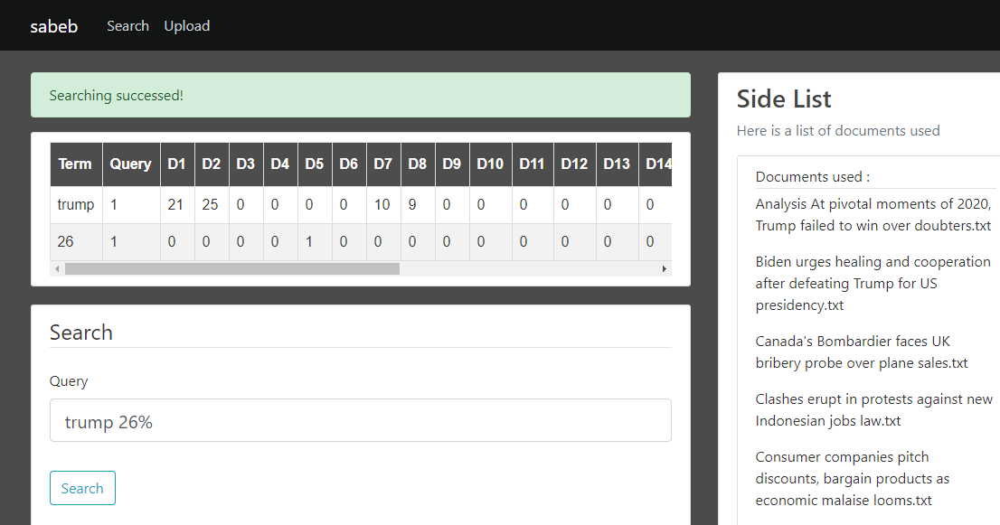 sabeb Search Upload
Searching successed!
Term Query D1 D2 D3 D4 D5 D6 D7 D8 D9 D10 D11 D12 D13 D14
trump 1 21 25 0 0 0 0 10 9 0 0 0 0 0 0
26 1 0 0 0 0 1 0 0 0 0 0 0 0 0 0
Search
Query
trump 26%
Search
Side List
Here is a list of documents used
Documents used :
Analysis At pivotal moments of 2020,
Trump failed to win over doubters.txt
Biden urges healing and cooperation
after defeating Trump for US
presidency.txt
Canada's Bombardier faces UK
bribery probe over plane sales.txt
Clashes erupt in protests against new
Indonesian jobs law.txt
Consumer companies pitch
discounts, bargain products as
economic malaise looms.txt